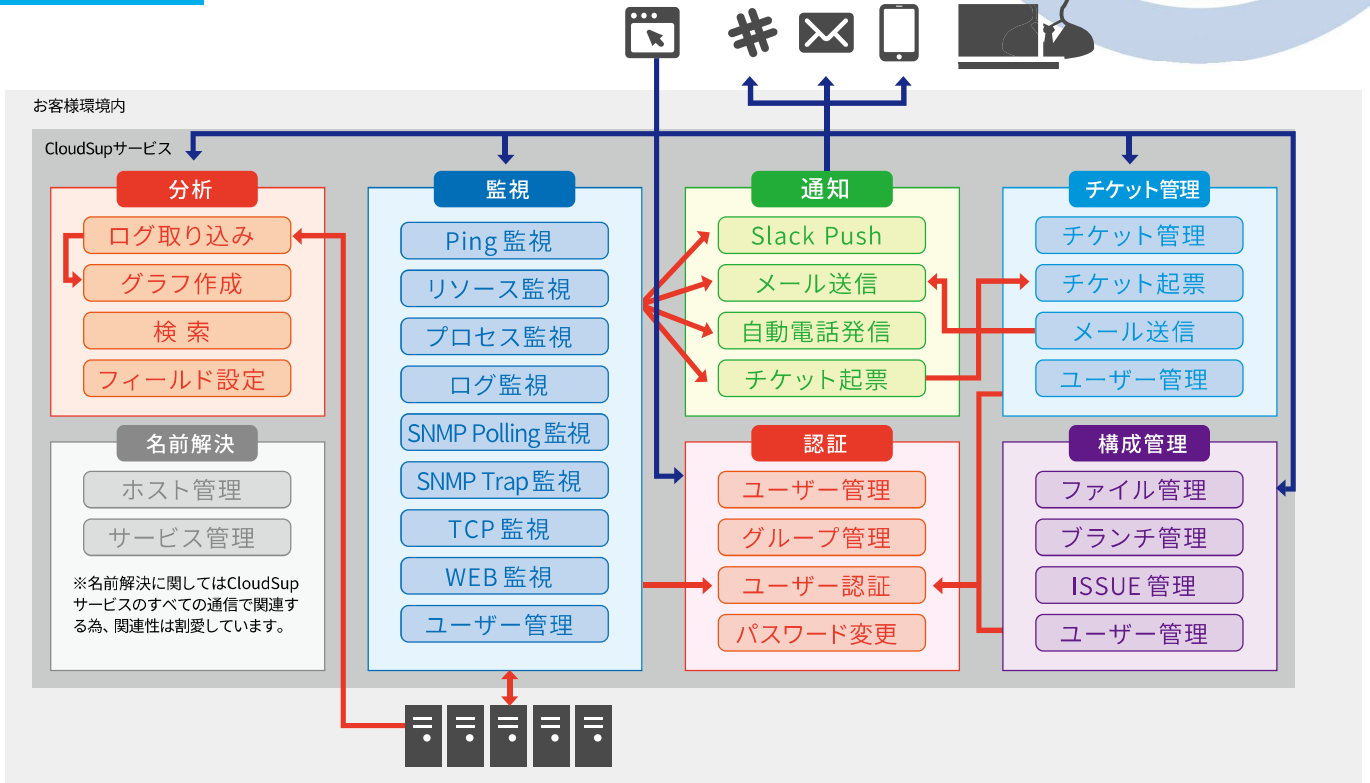 お客様環境内
CloudSupサービス
分析
ログ取り込み
グラフ作成
検 索
フィールド設定
名前解決
ホスト管理
サービス管理
※名前解決に関してはCloudSup
サービスのすべての通信で関連す
る為、関連性は割愛しています。
監視
Ping 監視
リソース監視
プロセス監視
ログ監視
SNMP Polling 監視
SNMP Trap 監視
TCP 監視
WEB 監視
ユーザー管理
通知
Slack Push
メール送信
自動電話発信
チケット起票
認証
ユーザー管理
グループ管理
ユーザー認証
パスワード変更
チケット管理
チケット管理
チケット起票
メール送信
ユーザー管理
構成管理
ファイル管理
ブランチ管理
ISSUE 管理
ユーザー管理